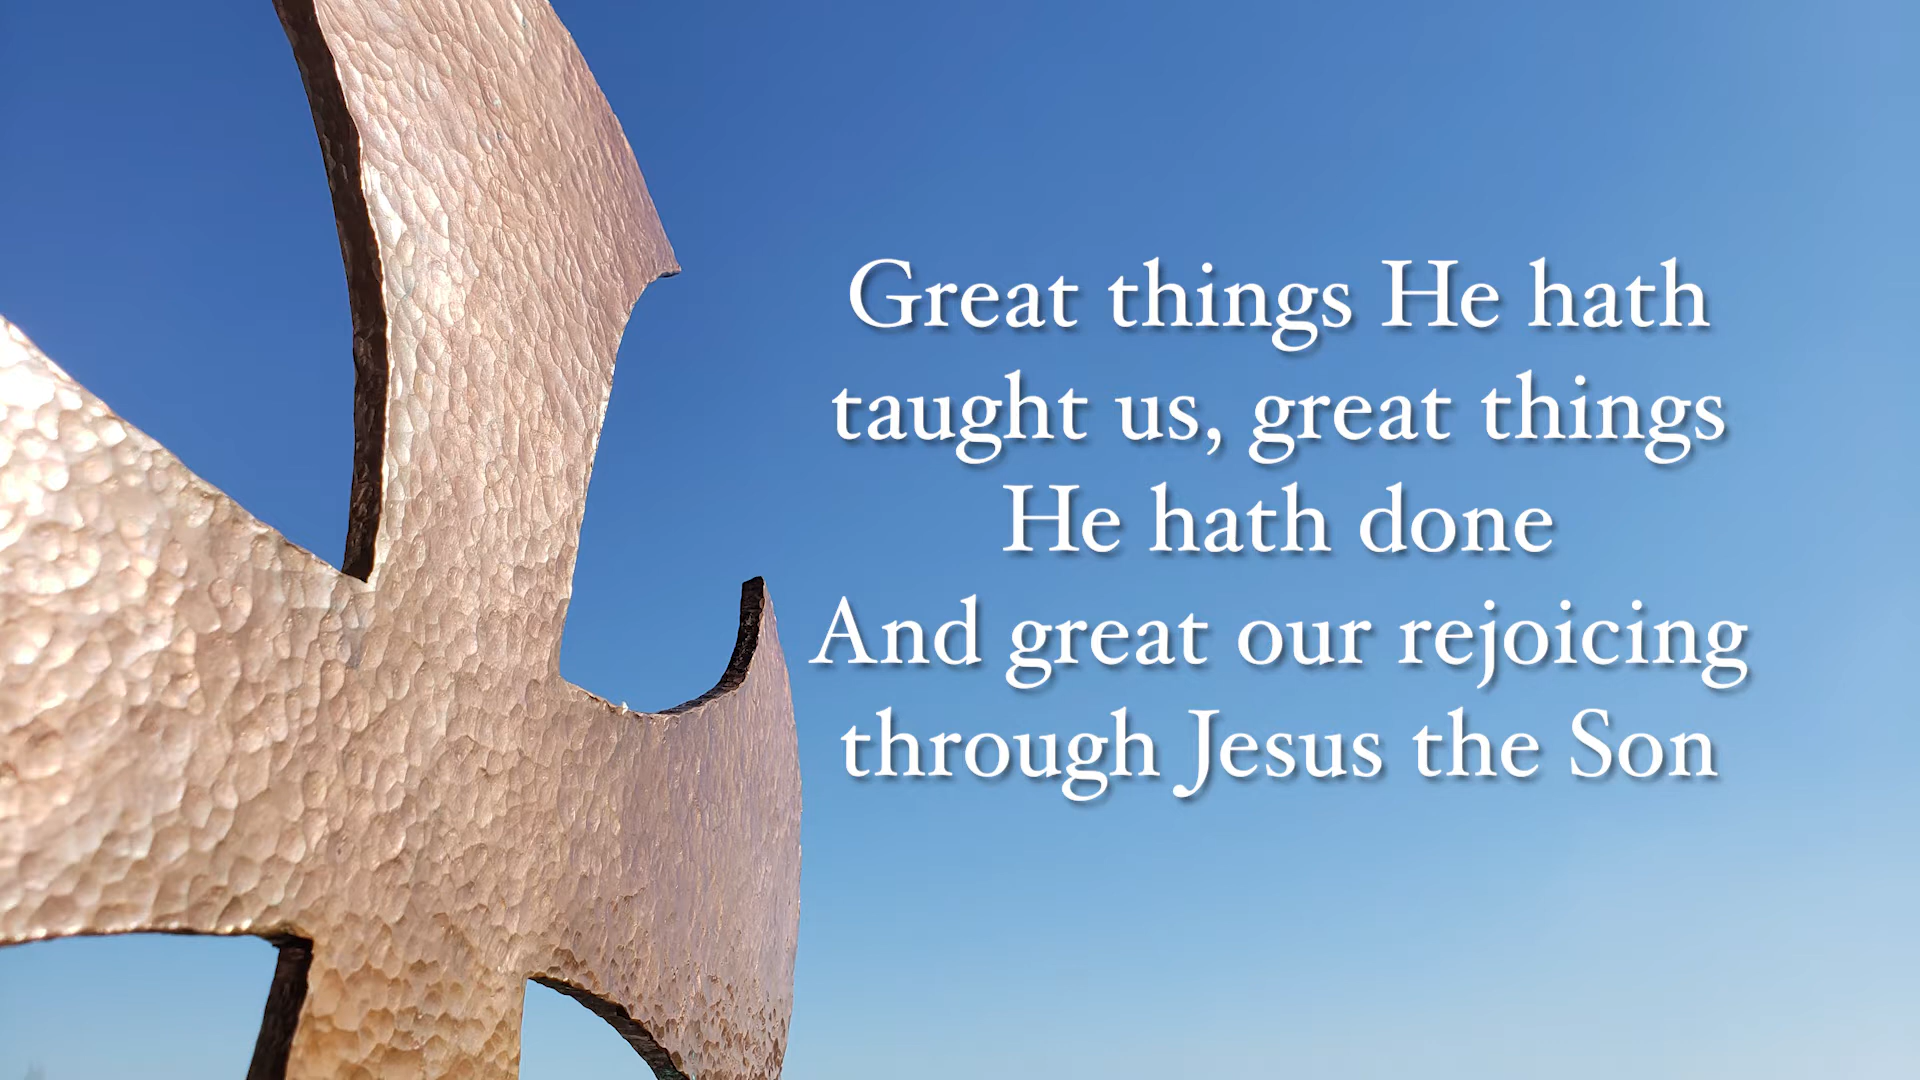 Great things He hath
taught us, great things
He hath done
And great our rejoicing
through Jesus the Son